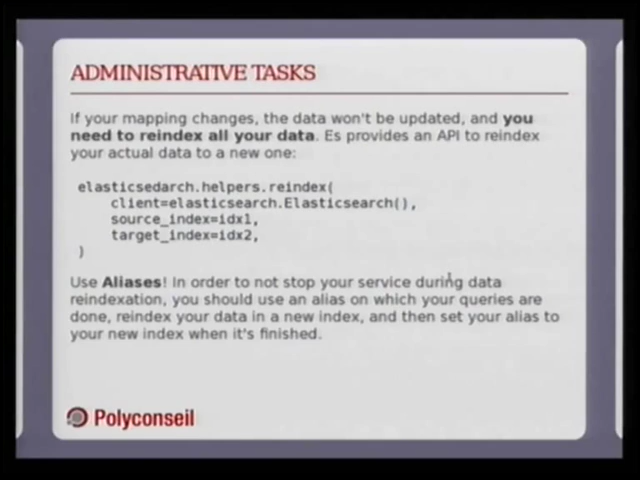 ADMINISTRATIVE TASKS
If your mapping changes, the data won't be updated, and you
need to reindex all your data. Es provides an API to reindex
your actual data to a new one:
elasticsedarch.helpers.reindex(
    client=elasticsearch.Elasticsearch(),
    source_index=idx1,
    target_index=idx2,
)
Use Aliases! In order to not stop your service during data
reindexation, you should use an alias on which your queries are
done, reindex your data in a new index, and then set your alias to
your new index when it's finished.
Polyconseil